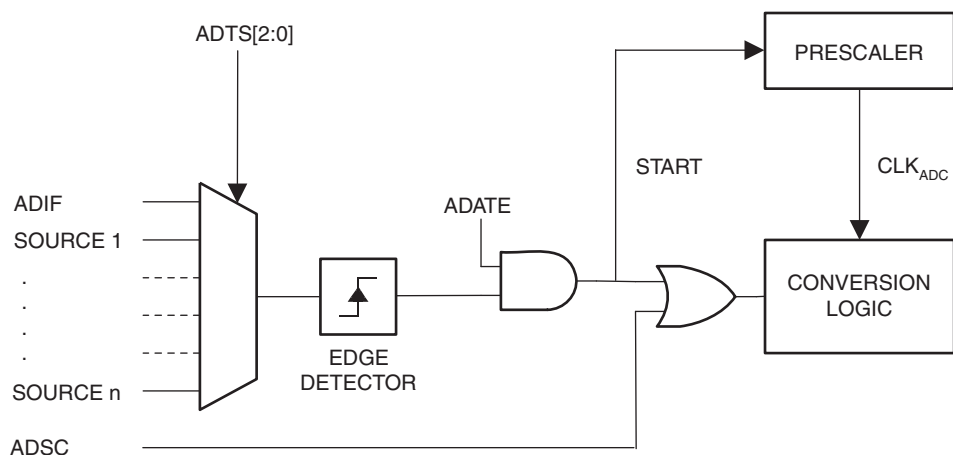 ADTS[2:0]
PRESCALER
START
CLKADC
ADIF
ADATE
SOURCE 1
.
.
.
.
CONVERSION
LOGIC
EDGE
DETECTOR
SOURCE n
ADSC